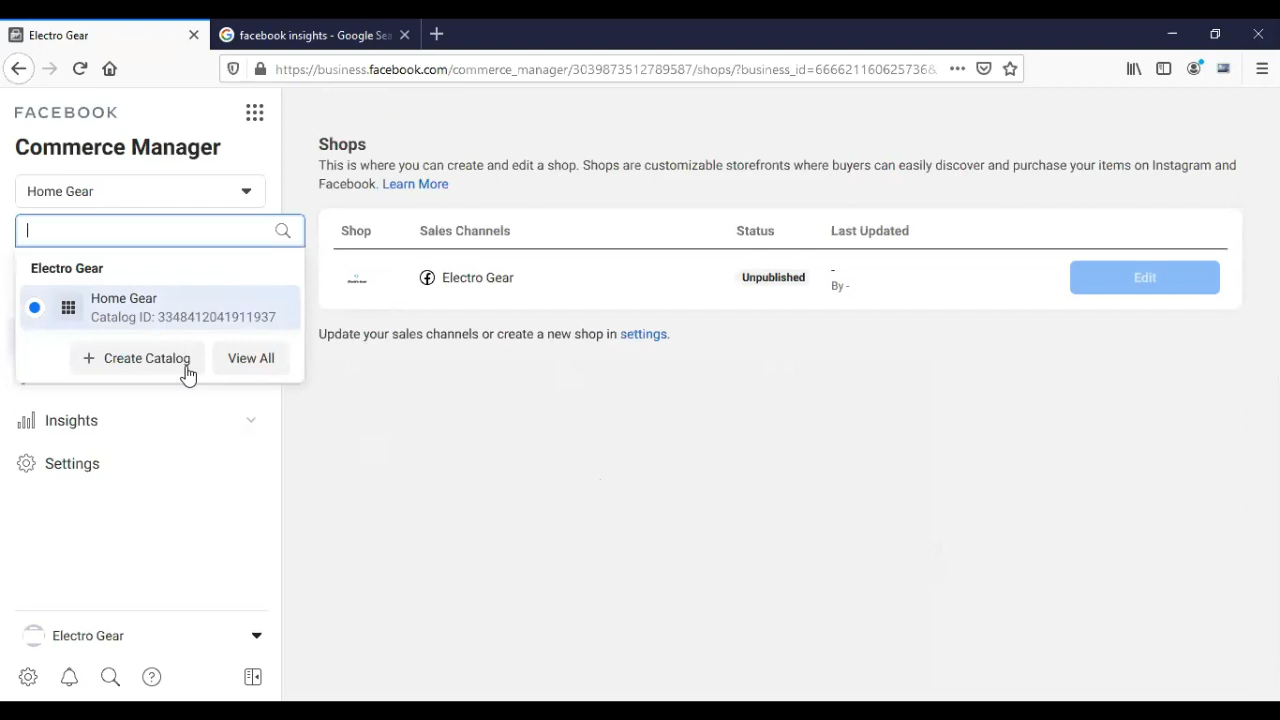 Electro Gear
facebook insights - Google Sea
https://business.facebook.com/commerce_manager/3039873512789587/shops/?business_id=666621160625736&
FACEBOOK
Commerce Manager
Home Gear
Electro Gear
Home Gear
Catalog ID: 3348412041911937
+ Create Catalog
View All
Insights
Settings
Electro Gear
Shops
This is where you can create and edit a shop. Shops are customizable storefronts where buyers can easily discover and purchase your items on Instagram and
Facebook. Learn More
Shop Sales Channels Status Last Updated
Electro Gear Unpublished -
By -
Edit
Update your sales channels or create a new shop in settings.